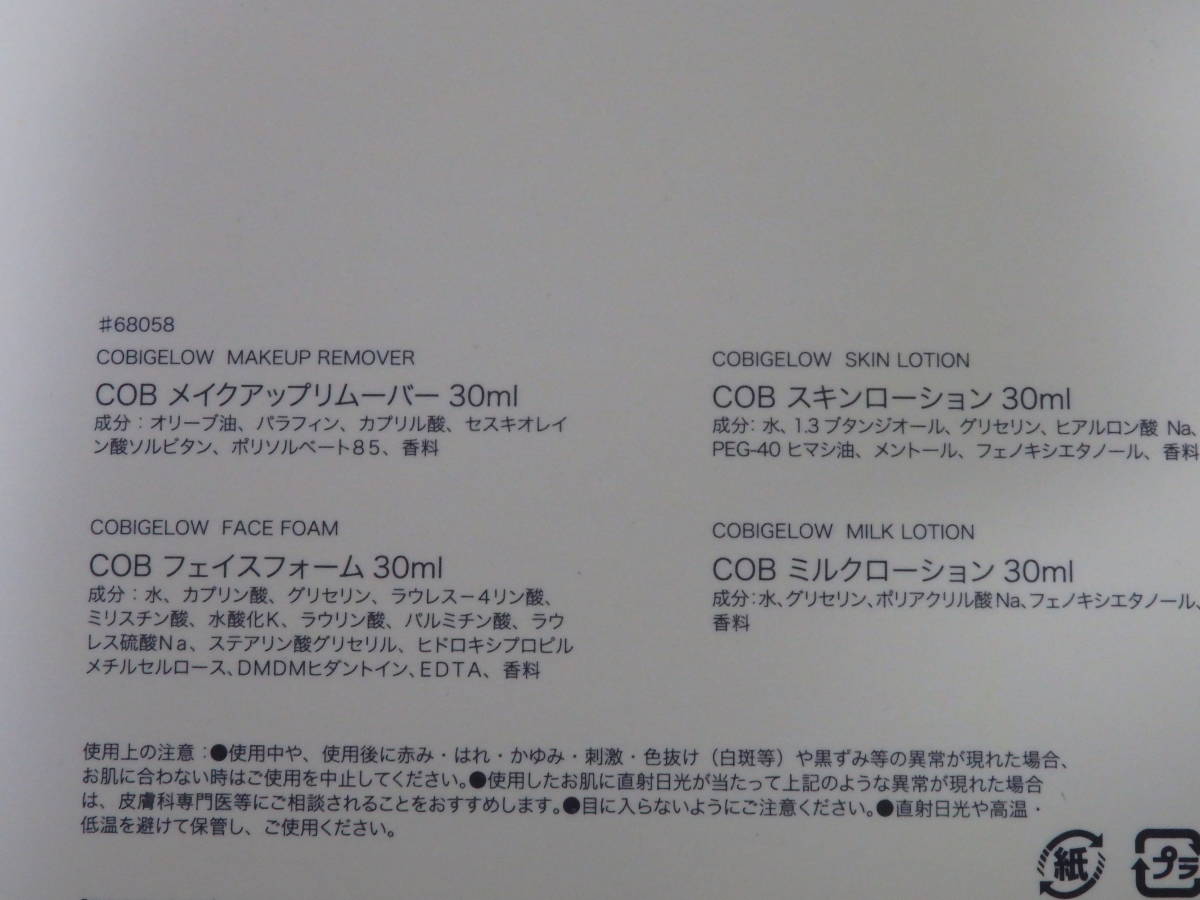 ♯68058
COBIGELOW MAKEUP REMOVER
COB メイクアップリムーバー 30ml
成分：オリーブ油、パラフィン、カプリル酸、セスキオレイ
ン酸ソルビタン、ポリソルベート８５、香料
COBIGELOW SKIN LOTION
COB スキンローション 30ml
成分：水、1.3ブタンジオール、グリセリン、ヒアルロン酸 Na、
PEG-40 ヒマシ油、メントール、フェノキシエタノール、香料
COBIGELOW FACE FOAM
COB フェイスフォーム 30ml
成分：水、カプリン酸、グリセリン、ラウレス－４リン酸、
ミリスチン酸、水酸化Ｋ、ラウリン酸、パルミチン酸、ラウ
レス硫酸Ｎａ、ステアリン酸グリセリル、ヒドロキシプロピル
メチルセルロース、DMDMヒダントイン、ＥＤＴＡ、香料
COBIGELOW MILK LOTION
COB ミルクローション 30ml
成分：水、グリセリン、ポリアクリル酸Na、フェノキシエタノール、
香料
使用上の注意：●使用中や、使用後に赤み・はれ・かゆみ・刺激・色抜け（白斑等）や黒ずみ等の異常が現れた場合、
お肌に合わない時はご使用を中止してください。●使用したお肌に直射日光が当たって上記のような異常が現れた場合
は、皮膚科専門医等にご相談されることをおすすめします。●目に入らないようにご注意ください。●直射日光や高温・
低温を避けて保管し、ご使用ください。
紙
プラ